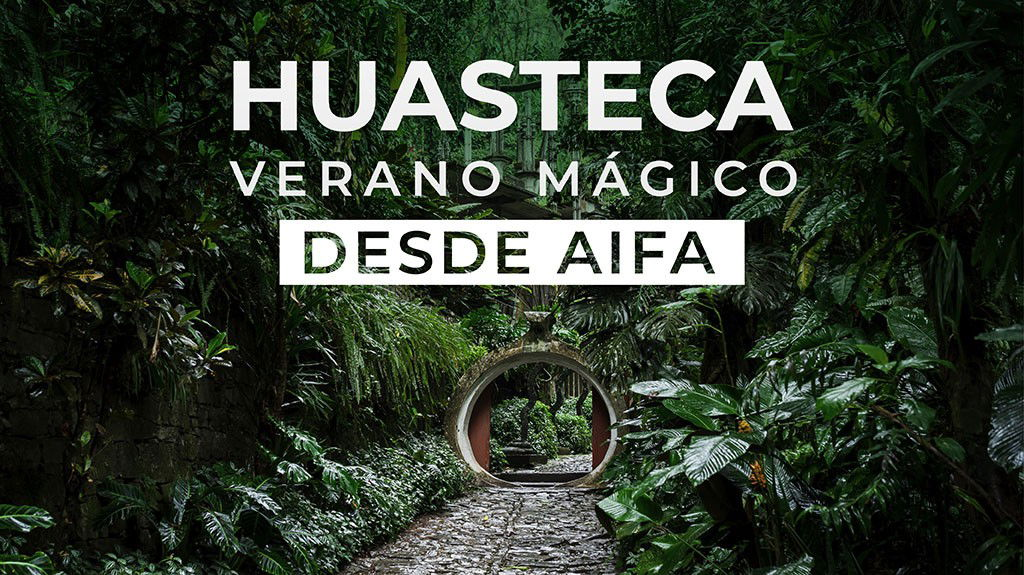 HUASTECA
VERANO MÁGICO
DESDE AIFA